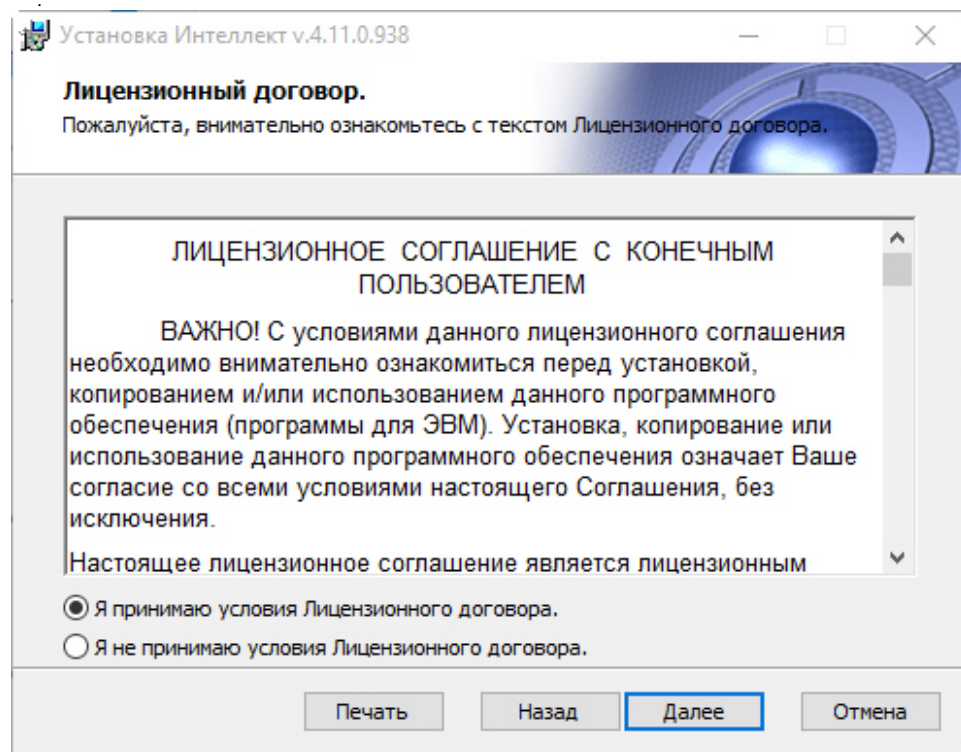 Установка Интеллект v.4.11.0.938
Лицензионный договор.
Пожалуйста, внимательно ознакомьтесь с текстом Лицензионного договора.
ЛИЦЕНЗИОННОЕ СОГЛАШЕНИЕ С КОНЕЧНЫМ
ПОЛЬЗОВАТЕЛЕМ
ВАЖНО! С условиями данного лицензионного соглашения
необходимо внимательно ознакомиться перед установкой,
копированием и/или использованием данного программного
обеспечения (программы для ЭВМ). Установка, копирование или
использование данного программного обеспечения означает Ваше
согласие со всеми условиями настоящего Соглашения, без
исключения.
Настоящее лицензионное соглашение является лицензионным
Я принимаю условия Лицензионного договора.
Я не принимаю условия Лицензионного договора.
Печать Назад Далее Отмена